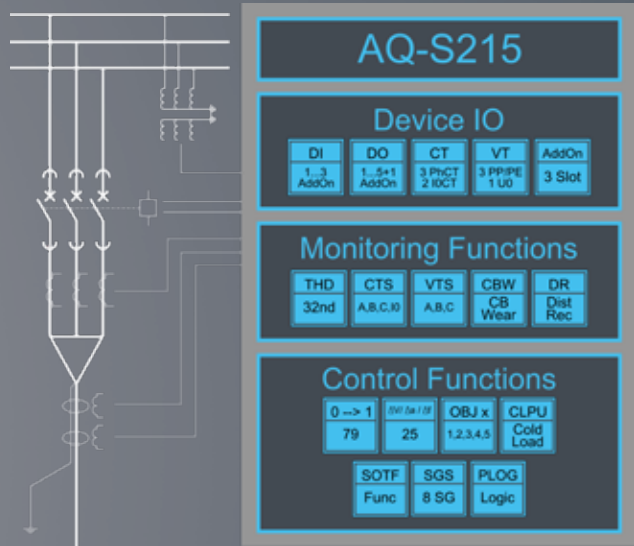 AQ-S215
Device IO
DI DO CT VT AddOn
1...3 AddOn 1...5+1 AddOn 3 PhCT 2 I0CT 3 PP/PE 1 U0 3 Slot
Monitoring Functions
THD CTS VTS CBW DR
32nd A,B,C,I0 A,B,C CB Wear Dist Rec
Control Functions
0 --> 1 OBJ x CLPU
79 25 1,2,3,4,5 Cold Load
SOTF SGS PLOG
Func 8 SG Logic